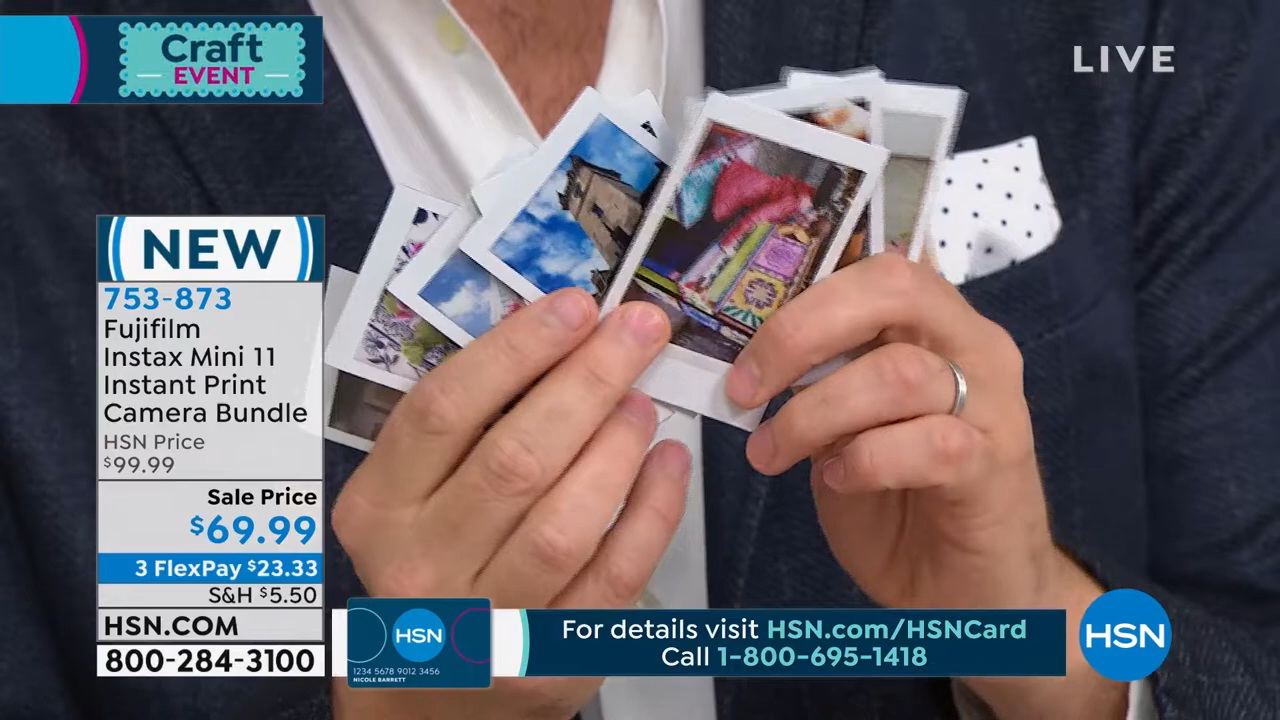 Craft
EVENT
LIVE
NEW
753-873
Fujifilm
Instax Mini 11
Instant Print
Camera Bundle
HSN Price
$99.99
Sale Price
$69.99
3 FlexPay $23.33
S&H $5.50
HSN.COM
800-284-3100
HSN
1234 5678 9012 3456
NICOLE BARRETT
For details visit HSN.com/HSNCard
Call 1-800-695-1418
HSN